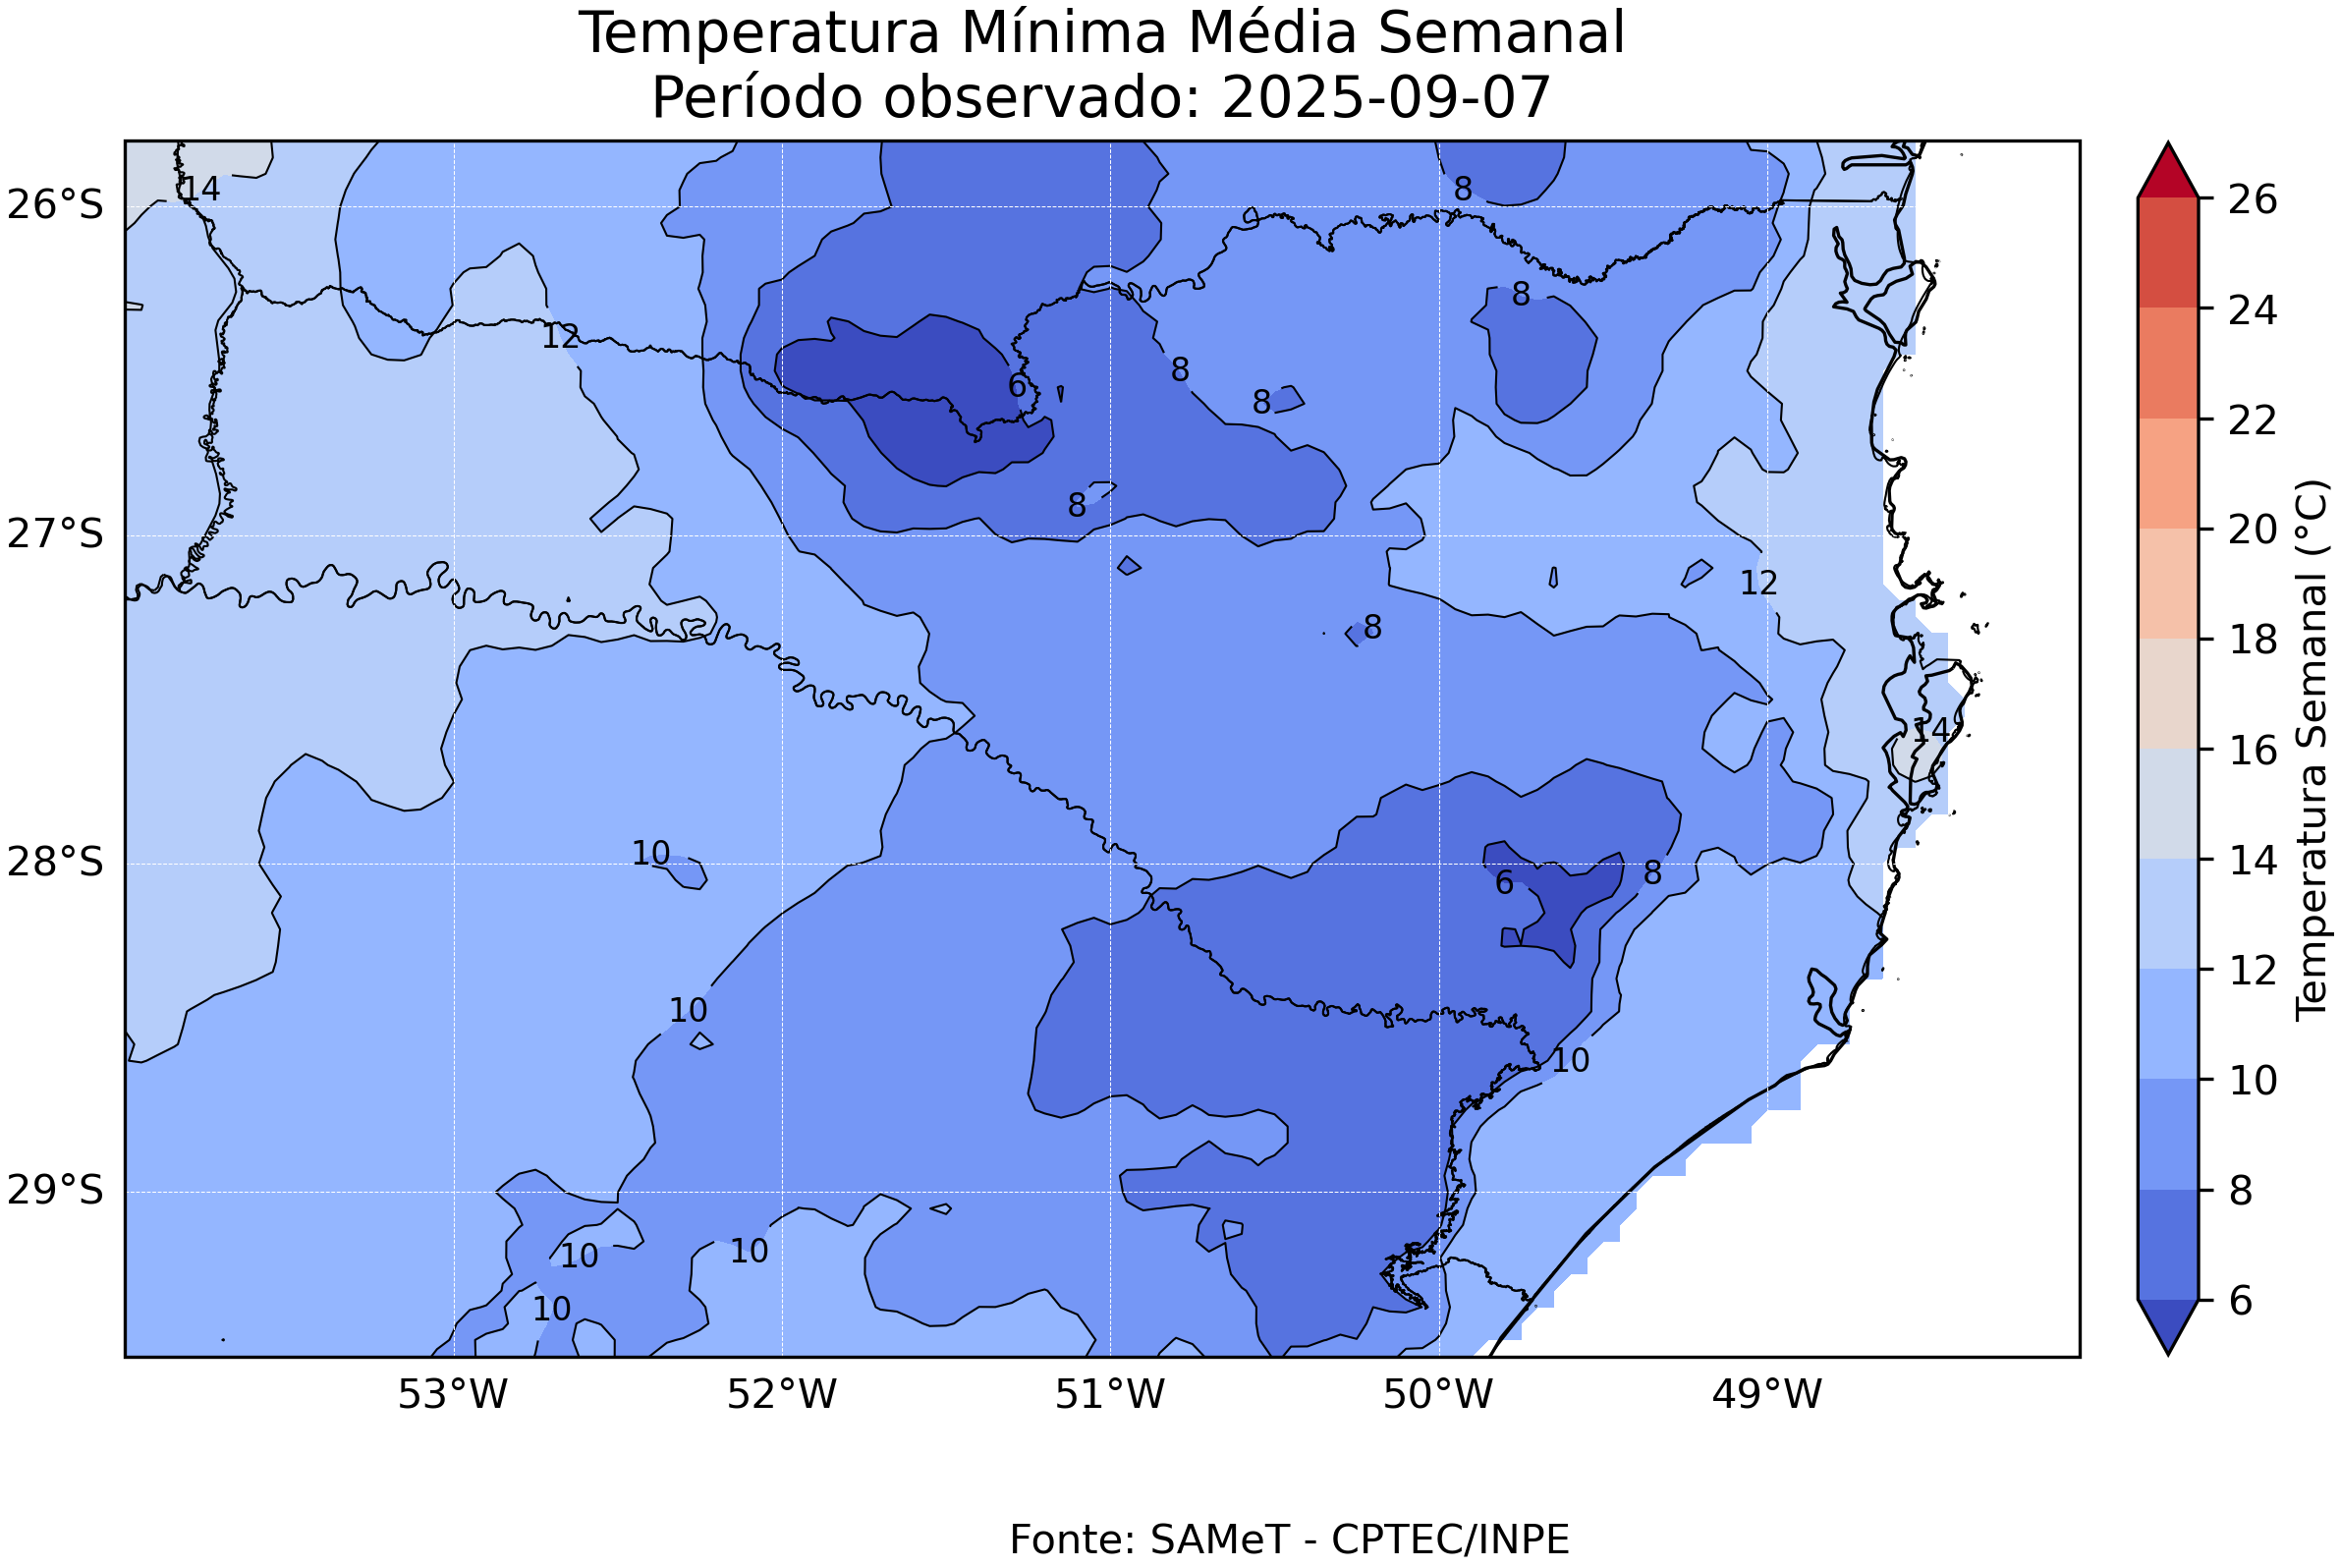 Temperatura Mínima Média Semanal
Período observado: 2025-09-07
26°S
27°S
28°S
29°S
53°W
52°W
51°W
50°W
49°W
14
8
8
12
8
6
8
8
12
8
14
10
6
8
10
10
10
10
10
26
24
22
20
18
16
14
12
10
8
6
Temperatura Semanal (°C)
Fonte: SAMeT - CPTEC/INPE